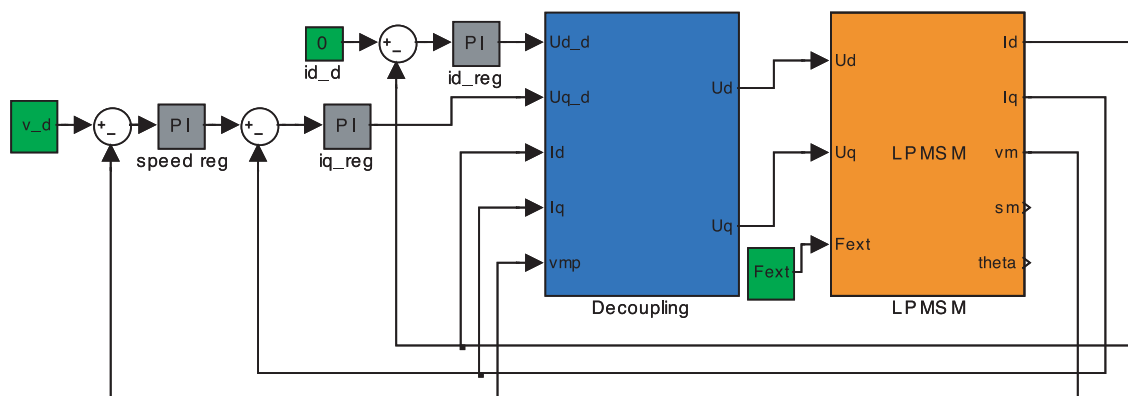 0
id_d
+
−
PI
id_reg
v_d
+
−
PI
speed reg
+
−
PI
iq_reg
Ud_d
Uq_d
Id
Iq
vmp
Ud
Uq
Decoupling
Fext
Ud
Uq
Fext
LPMSM
Id
Iq
vm
sm
theta
LPMSM